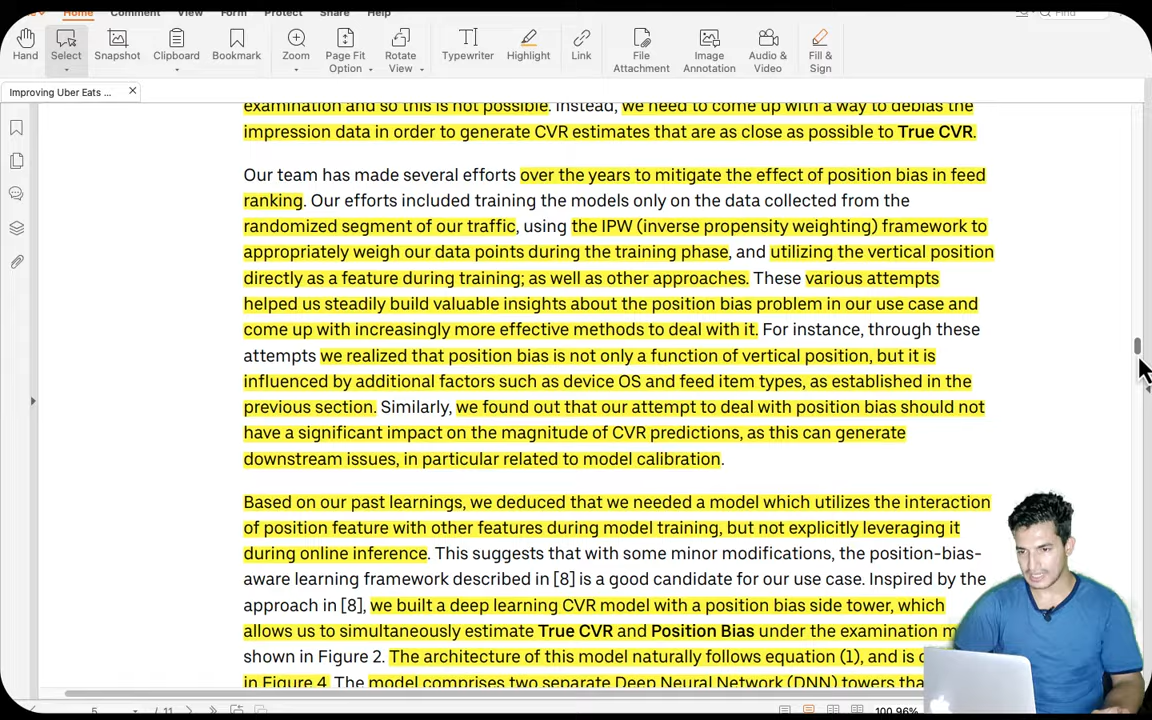 Home Comment View Form Protect Share Help
Find
Hand
Select
Snapshot
Clipboard
Bookmark
Zoom
Page Fit
Option
Rotate
View
Typewriter
Highlight
Link
File
Attachment
Image
Annotation
Audio &
Video
Fill &
Sign
Improving Uber Eats ...
examination and so this is not possible. Instead, we need to come up with a way to debias the
impression data in order to generate CVR estimates that are as close as possible to True CVR.
Our team has made several efforts over the years to mitigate the effect of position bias in feed
ranking. Our efforts included training the models only on the data collected from the
randomized segment of our traffic, using the IPW (inverse propensity weighting) framework to
appropriately weigh our data points during the training phase, and utilizing the vertical position
directly as a feature during training; as well as other approaches. These various attempts
helped us steadily build valuable insights about the position bias problem in our use case and
come up with increasingly more effective methods to deal with it. For instance, through these
attempts we realized that position bias is not only a function of vertical position, but it is
influenced by additional factors such as device OS and feed item types, as established in the
previous section. Similarly, we found out that our attempt to deal with position bias should not
have a significant impact on the magnitude of CVR predictions, as this can generate
downstream issues, in particular related to model calibration.
Based on our past learnings, we deduced that we needed a model which utilizes the interaction
of position feature with other features during model training, but not explicitly leveraging it
during online inference. This suggests that with some minor modifications, the position-bias-
aware learning framework described in [8] is a good candidate for our use case. Inspired by the
approach in [8], we built a deep learning CVR model with a position bias side tower, which
allows us to simultaneously estimate True CVR and Position Bias under the examination
shown in Figure 2. The architecture of this model naturally follows equation (1), and is
in Figure 4. The model comprises two separate Deep Neural Network (DNN) towers
5 / 11 100.96%